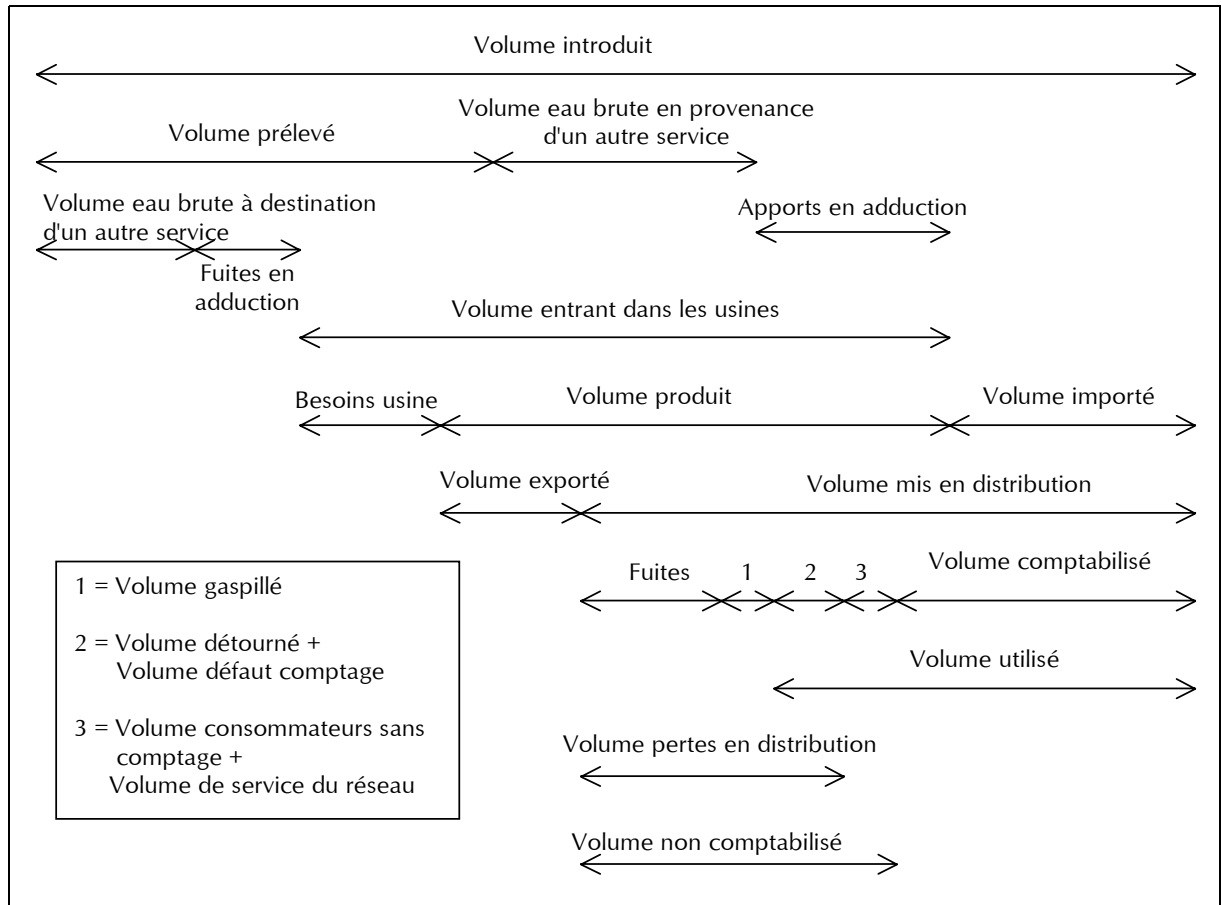 Volume introduit
Volume eau brute en provenance
d'un autre service
Volume prélevé
Volume eau brute à destination
d'un autre service
Apports en adduction
Fuites en
adduction
Volume entrant dans les usines
Besoins usine
Volume produit
Volume importé
Volume exporté
Volume mis en distribution
Fuites
1
2
3
Volume comptabilisé
1 = Volume gaspillé
2 = Volume détourné +
Volume défaut comptage
3 = Volume consommateurs sans
comptage +
Volume de service du réseau
Volume utilisé
Volume pertes en distribution
Volume non comptabilisé